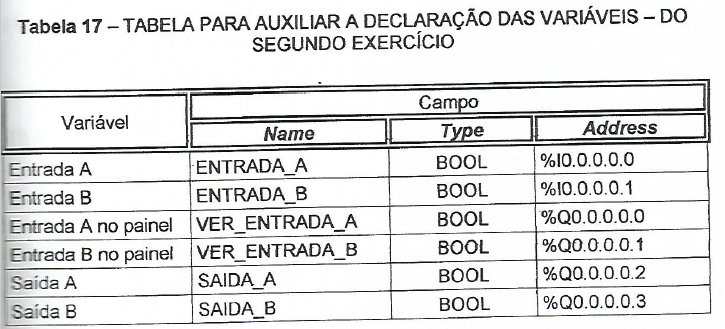 Tabela 17 – TABELA PARA AUXILIAR A DECLARAÇÃO DAS VARIÁVEIS – DO
SEGUNDO EXERCÍCIO
Variável Campo
Name Type Address
Entrada A ENTRADA_A BOOL %I0.0.0.0.0
Entrada B ENTRADA_B BOOL %I0.0.0.0.1
Entrada A no painel VER_ENTRADA_A BOOL %Q0.0.0.0.0
Entrada B no painel VER_ENTRADA_B BOOL %Q0.0.0.0.1
Saída A SAIDA_A BOOL %Q0.0.0.0.2
Saída B SAIDA_B BOOL %Q0.0.0.0.3